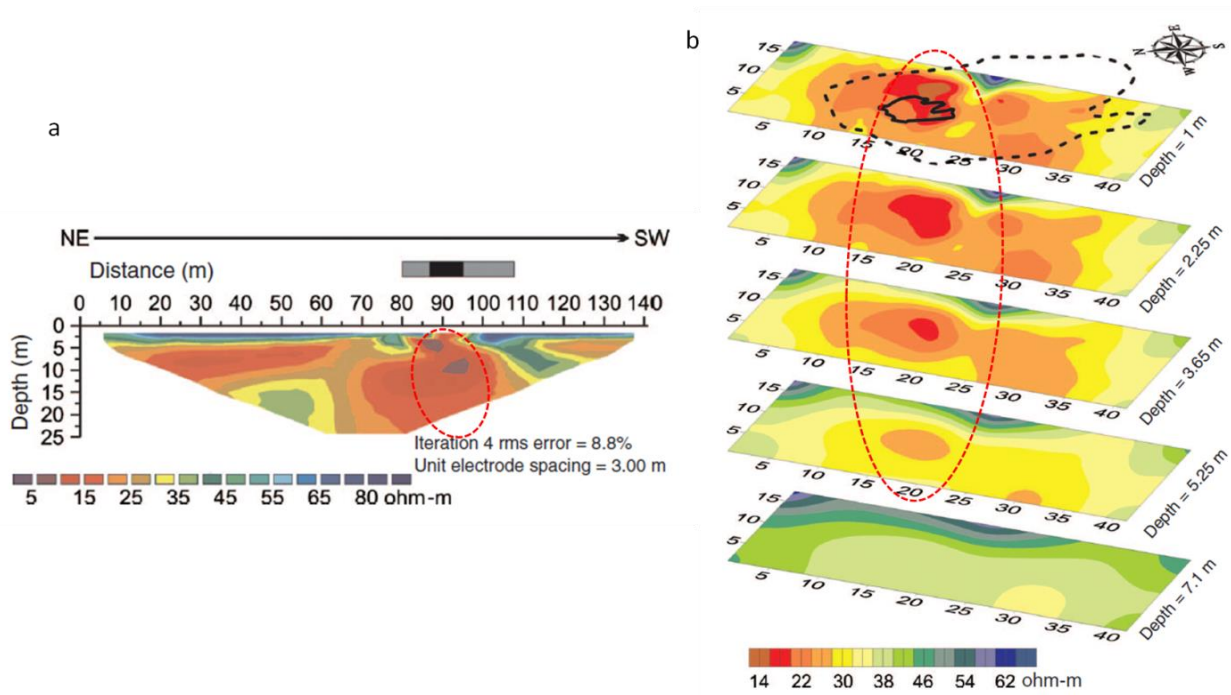 a
NE SW
Distance (m)
0 10 20 30 40 50 60 70 80 90 100 110 120 130 140
Depth (m)
0
5
10
15
20
25
Iteration 4 rms error = 8.8%
Unit electrode spacing = 3.00 m
5 15 25 35 45 55 65 80 ohm-m
b
N E S W
15
10
5
5 10 15 20 25 30 35 40
Depth = 1 m
15
10
5
5 10 15 20 25 30 35 40
Depth = 2.25 m
15
10
5
5 10 15 20 25 30 35 40
Depth = 3.65 m
15
10
5
5 10 15 20 25 30 35 40
Depth = 5.25 m
15
10
5
5 10 15 20 25 30 35 40
Depth = 7.1 m
14 22 30 38 46 54 62 ohm-m